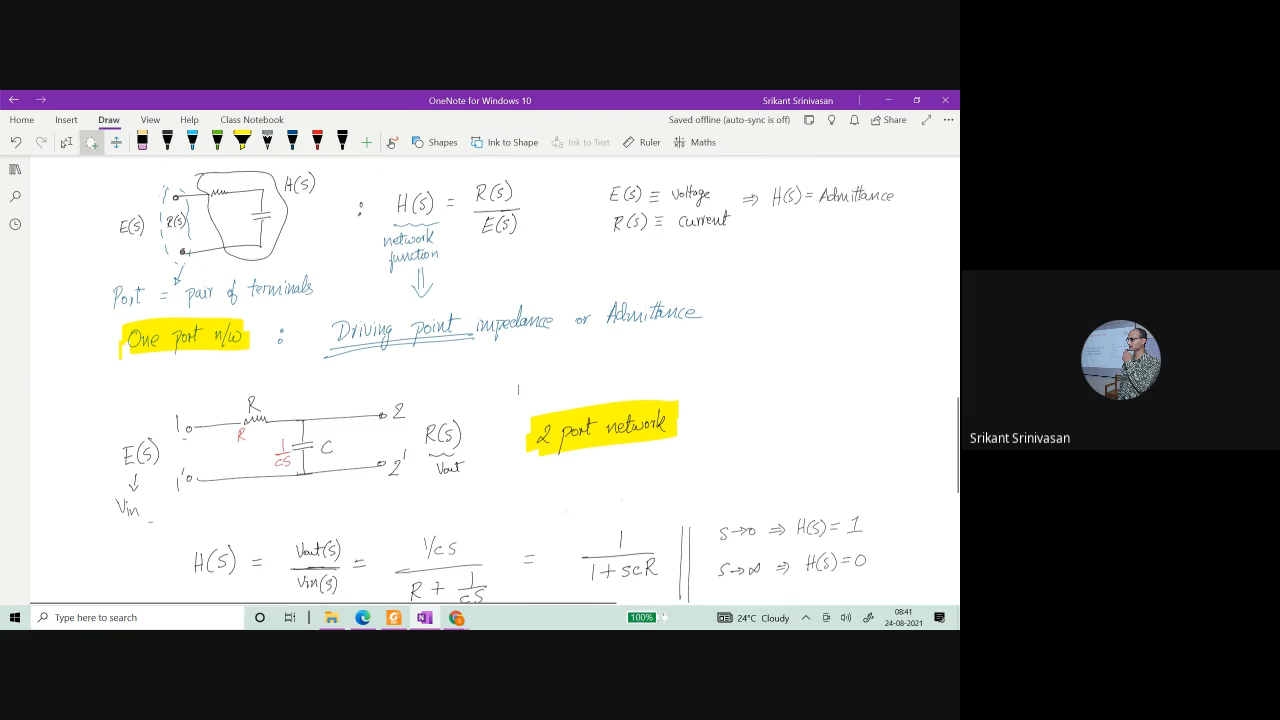 OneNote for Windows 10
Srikant Srinivasan
Home Insert Draw View Help Class Notebook
Saved offline (auto-sync is off)
Share
Shapes
Ink to Shape
Ink to Text
Ruler
Maths
H(s)
E(s)
R(s)
: H(s) = R(s) / E(s)
network function
E(s) ≡ voltage
R(s) ≡ current
⇒ H(s) = Admittance
Port = pair of terminals
One port n/w : Driving point impedance or Admittance
R
1
2
R
E(s)
1/cs
C
R(s)
Vout
2 port network
1'
2'
Vin
H(s) = Vout(s) / Vin(s) = 1/cs / R + 1/cs = 1 / 1 + scR
s→0 ⇒ H(s) = 1
s→∞ ⇒ H(s) = 0
Srikant Srinivasan
Type here to search
100%
24°C Cloudy
08:41
24-08-2021